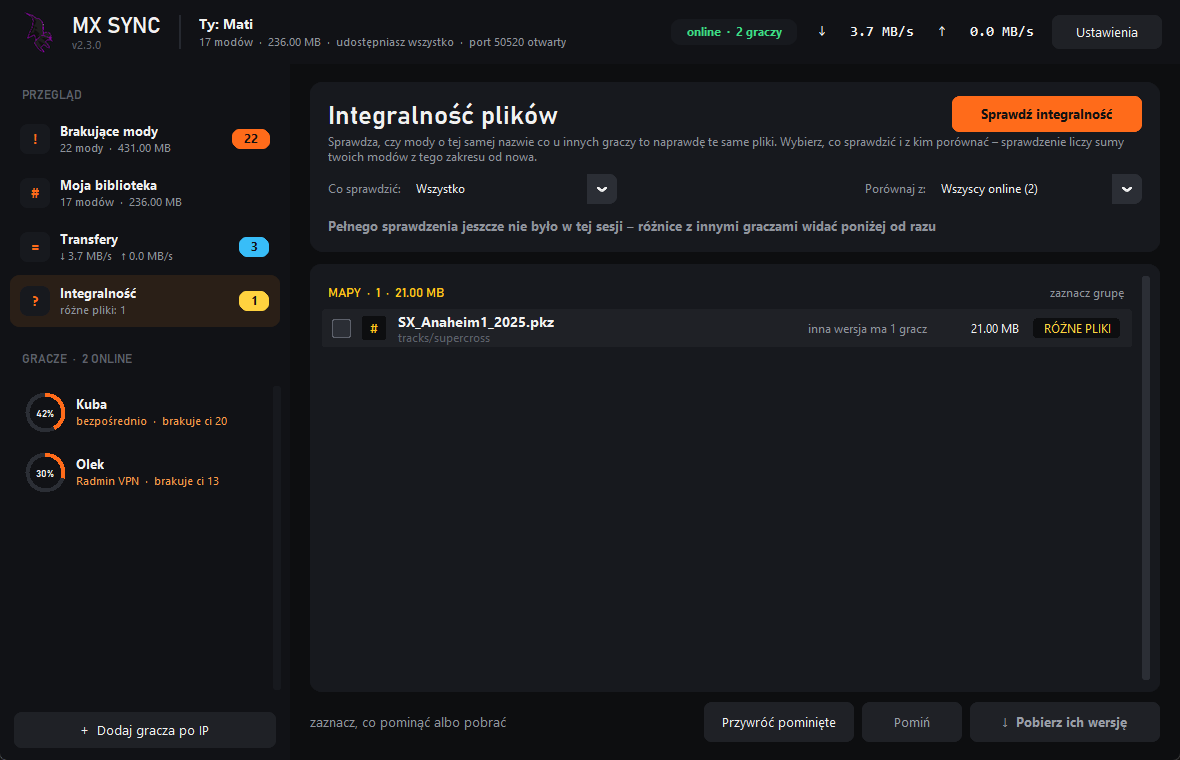 MX SYNC
v2.3.0
Ty: Mati
17 modów · 236.00 MB · udostępniasz wszystko · port 50520 otwarty
online · 2 graczy
↓ 3.7 MB/s ↑ 0.0 MB/s
Ustawienia
PRZEGLĄD
! Brakujące mody 22
22 mody · 431.00 MB
# Moja biblioteka
17 modów · 236.00 MB
= Transfery 3
↓ 3.7 MB/s ↑ 0.0 MB/s
? Integralność 1
różne pliki: 1
GRACZE · 2 ONLINE
42% Kuba
bezpośrednio · brakuje ci 20
30% Olek
Radmin VPN · brakuje ci 13
+ Dodaj gracza po IP
Integralność plików
Sprawdź integralność
Sprawdza, czy mody o tej samej nazwie co u innych graczy to naprawdę te same pliki. Wybierz, co sprawdzić i z kim porównać – sprawdzenie liczy sumy
twoich modów z tego zakresu od nowa.
Co sprawdzić: Wszystko
Porównaj z: Wszyscy online (2)
Pełnego sprawdzenia jeszcze nie było w tej sesji – różnice z innymi graczami widać poniżej od razu
MAPY · 1 · 21.00 MB
zaznacz grupę
# SX_Anaheim1_2025.pkz
tracks/supercross
inna wersja ma 1 gracz
21.00 MB
RÓŻNE PLIKI
zaznacz, co pominąć albo pobrać
Przywróć pominięte
Pomiń
↓ Pobierz ich wersję